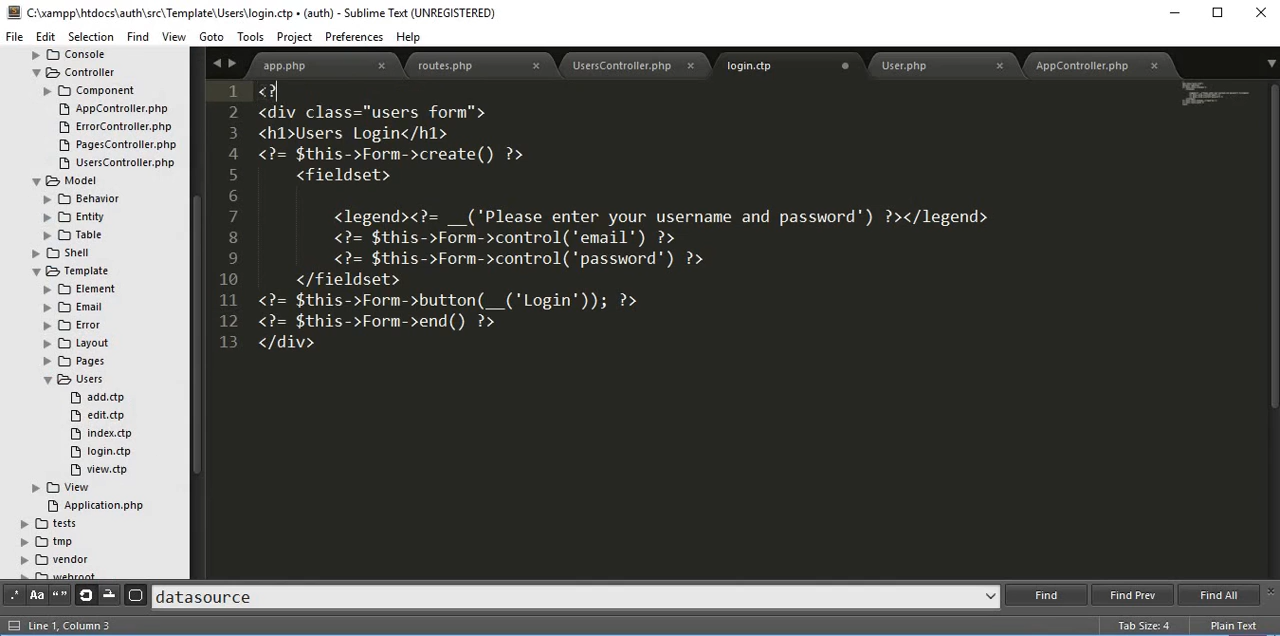 C:\xampp\htdocs\auth\src\Template\Users\login.ctp • (auth) - Sublime Text (UNREGISTERED)
File Edit Selection Find View Goto Tools Project Preferences Help
Console
Controller
Component
AppController.php
ErrorController.php
PagesController.php
UsersController.php
Model
Behavior
Entity
Table
Shell
Template
Element
Email
Error
Layout
Pages
Users
add.ctp
edit.ctp
index.ctp
login.ctp
view.ctp
View
Application.php
tests
tmp
vendor
webroot
app.php routes.php UsersController.php login.ctp User.php AppController.php
1 <?
2 <div class="users form">
3 <h1>Users Login</h1>
4 <?= $this->Form->create() ?>
5 <fieldset>
6
7 <legend><?= __('Please enter your username and password') ?></legend>
8 <?= $this->Form->control('email') ?>
9 <?= $this->Form->control('password') ?>
10 </fieldset>
11 <?= $this->Form->button(__('Login')); ?>
12 <?= $this->Form->end() ?>
13 </div>
.* Aa “” datasource Find Find Prev Find All
Line 1, Column 3 Tab Size: 4 Plain Text